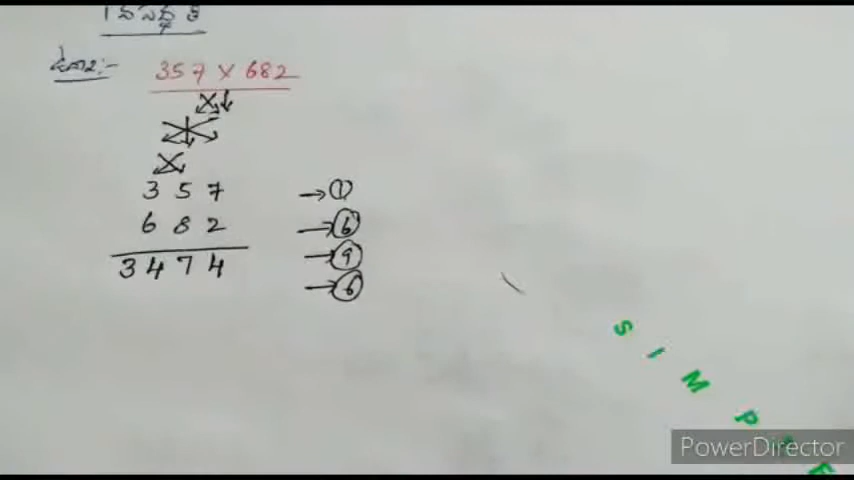 357 × 682
3 5 7 → ①
6 8 2 → ⑥
3 4 7 4 → ⑨
→ ⑥
S I M P
PowerDirector